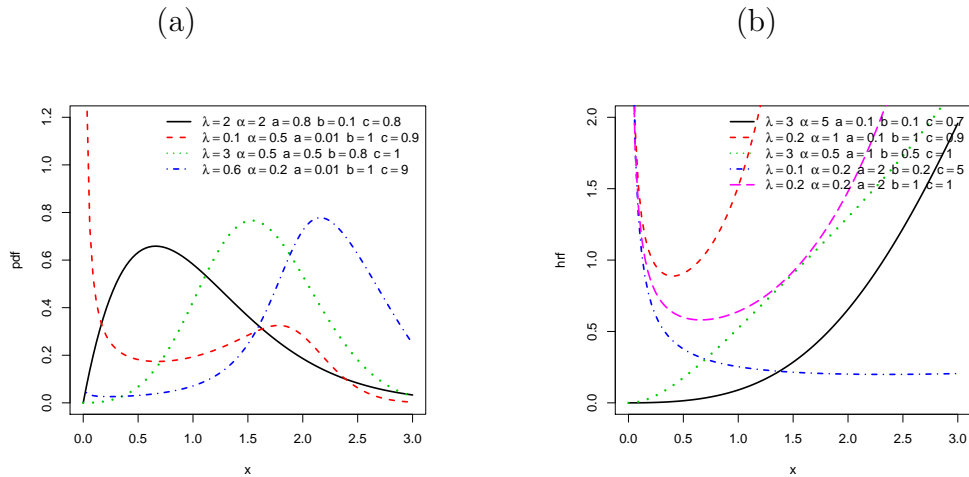 (a)
(b)
λ = 2 α = 2 a = 0.8 b = 0.1 c = 0.8
λ = 0.1 α = 0.5 a = 0.01 b = 1 c = 0.9
λ = 3 α = 0.5 a = 0.5 b = 0.8 c = 1
λ = 0.6 α = 0.2 a = 0.01 b = 1 c = 9
pdf
0.0 0.2 0.4 0.6 0.8 1.0 1.2
0.0 0.5 1.0 1.5 2.0 2.5 3.0
x
λ = 3 α = 5 a = 0.1 b = 0.1 c = 0.7
λ = 0.2 α = 1 a = 0.1 b = 1 c = 0.9
λ = 3 α = 0.5 a = 1 b = 0.5 c = 1
λ = 0.1 α = 0.2 a = 2 b = 0.2 c = 5
λ = 0.2 α = 0.2 a = 2 b = 1 c = 1
hrf
0.0 0.5 1.0 1.5 2.0
0.0 0.5 1.0 1.5 2.0 2.5 3.0
x